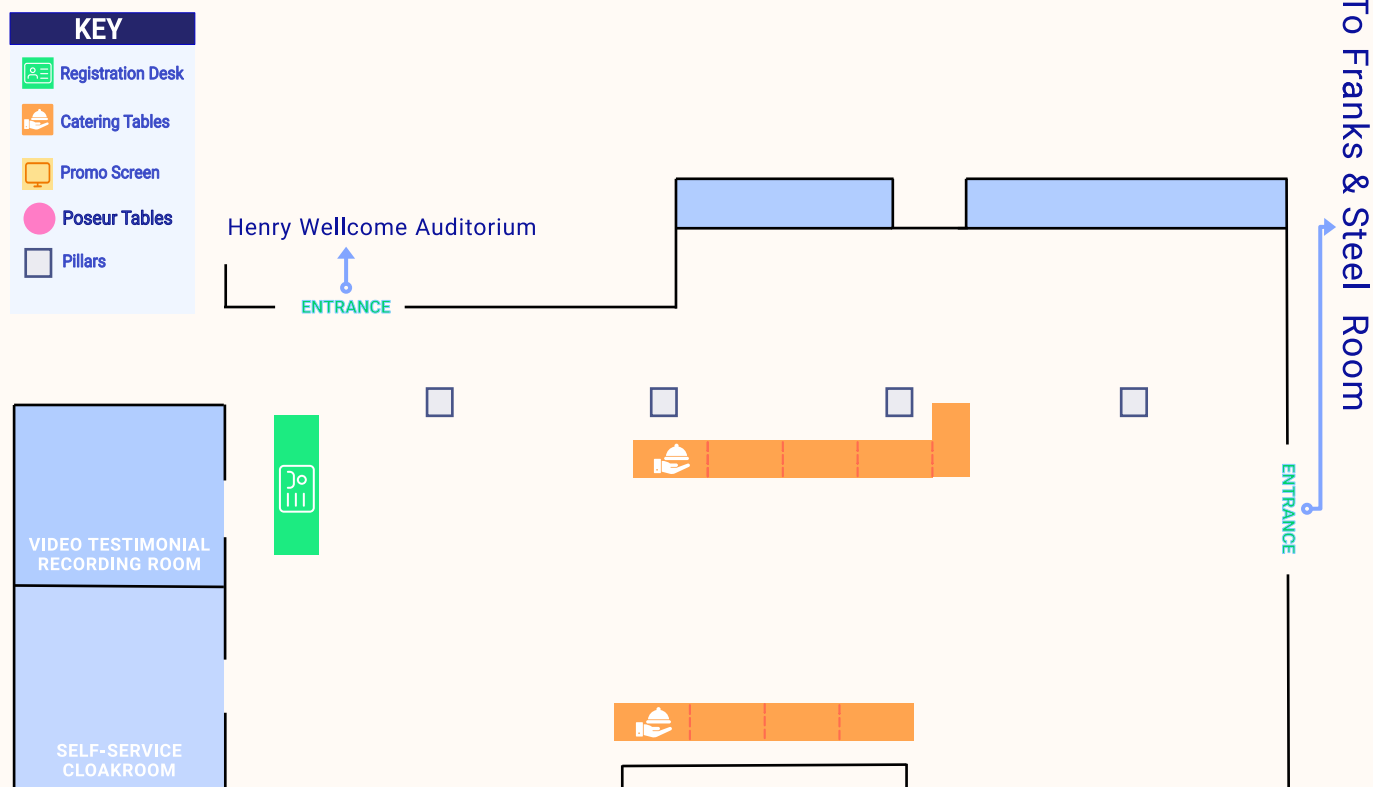 KEY
Registration Desk
Catering Tables
Promo Screen
Poseur Tables
Pillars
Henry Wellcome Auditorium
ENTRANCE
To Franks & Steel Room
ENTRANCE
VIDEO TESTIMONIAL
RECORDING ROOM
SELF-SERVICE
CLOAKROOM